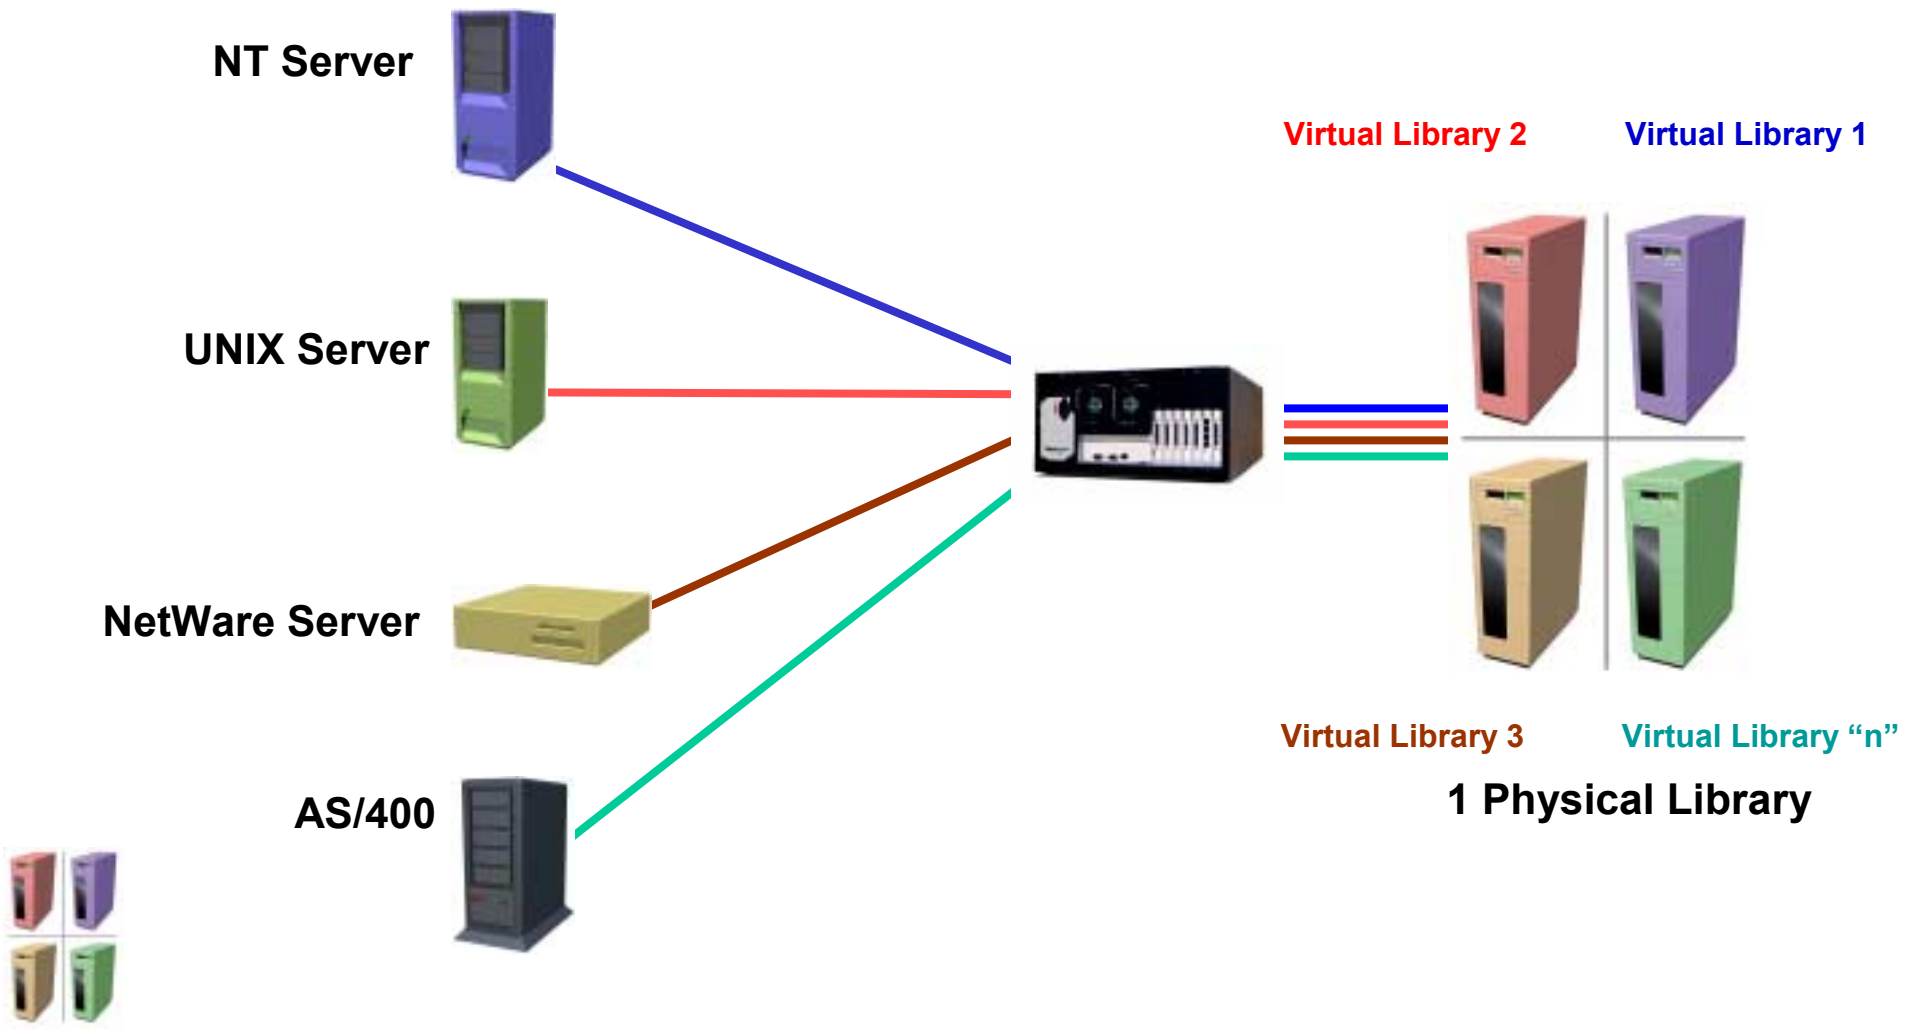 NT Server
Virtual Library 2
Virtual Library 1
UNIX Server
NetWare Server
Virtual Library 3
Virtual Library “n”
AS/400
1 Physical Library